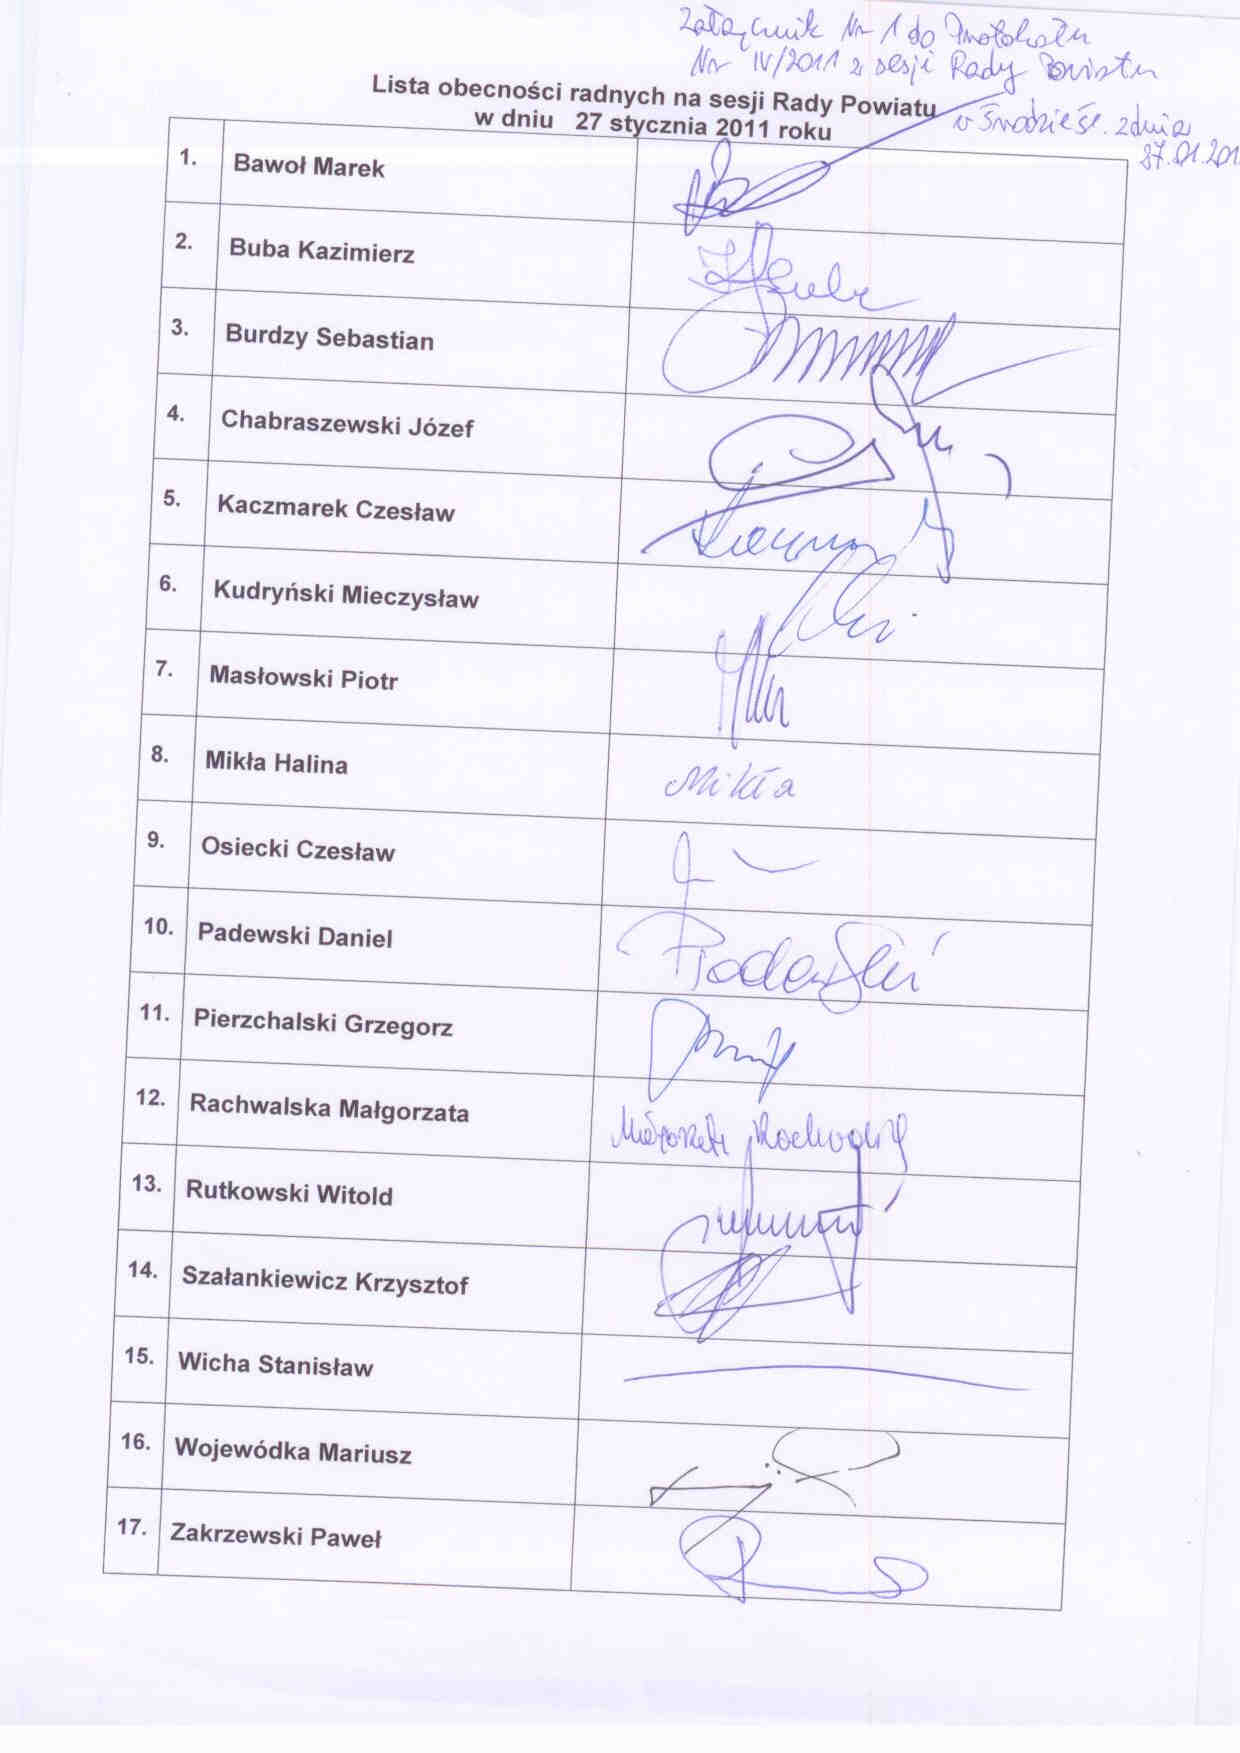 Załącznik Nr 1 do Protokołu
Nr IV/2011 z sesji Rady Powiatu
w Środzie Śl. z dnia
27.01.201
Lista obecności radnych na sesji Rady Powiatu
w dniu 27 stycznia 2011 roku
1. Bawoł Marek
2. Buba Kazimierz
3. Burdzy Sebastian
4. Chabraszewski Józef
5. Kaczmarek Czesław
6. Kudryński Mieczysław
7. Masłowski Piotr
8. Mikła Halina Mikła
9. Osiecki Czesław
10. Padewski Daniel Padewski
11. Pierzchalski Grzegorz
12. Rachwalska Małgorzata Małgorzata
13. Rutkowski Witold
14. Szałankiewicz Krzysztof
15. Wicha Stanisław
16. Wojewódka Mariusz
17. Zakrzewski Paweł